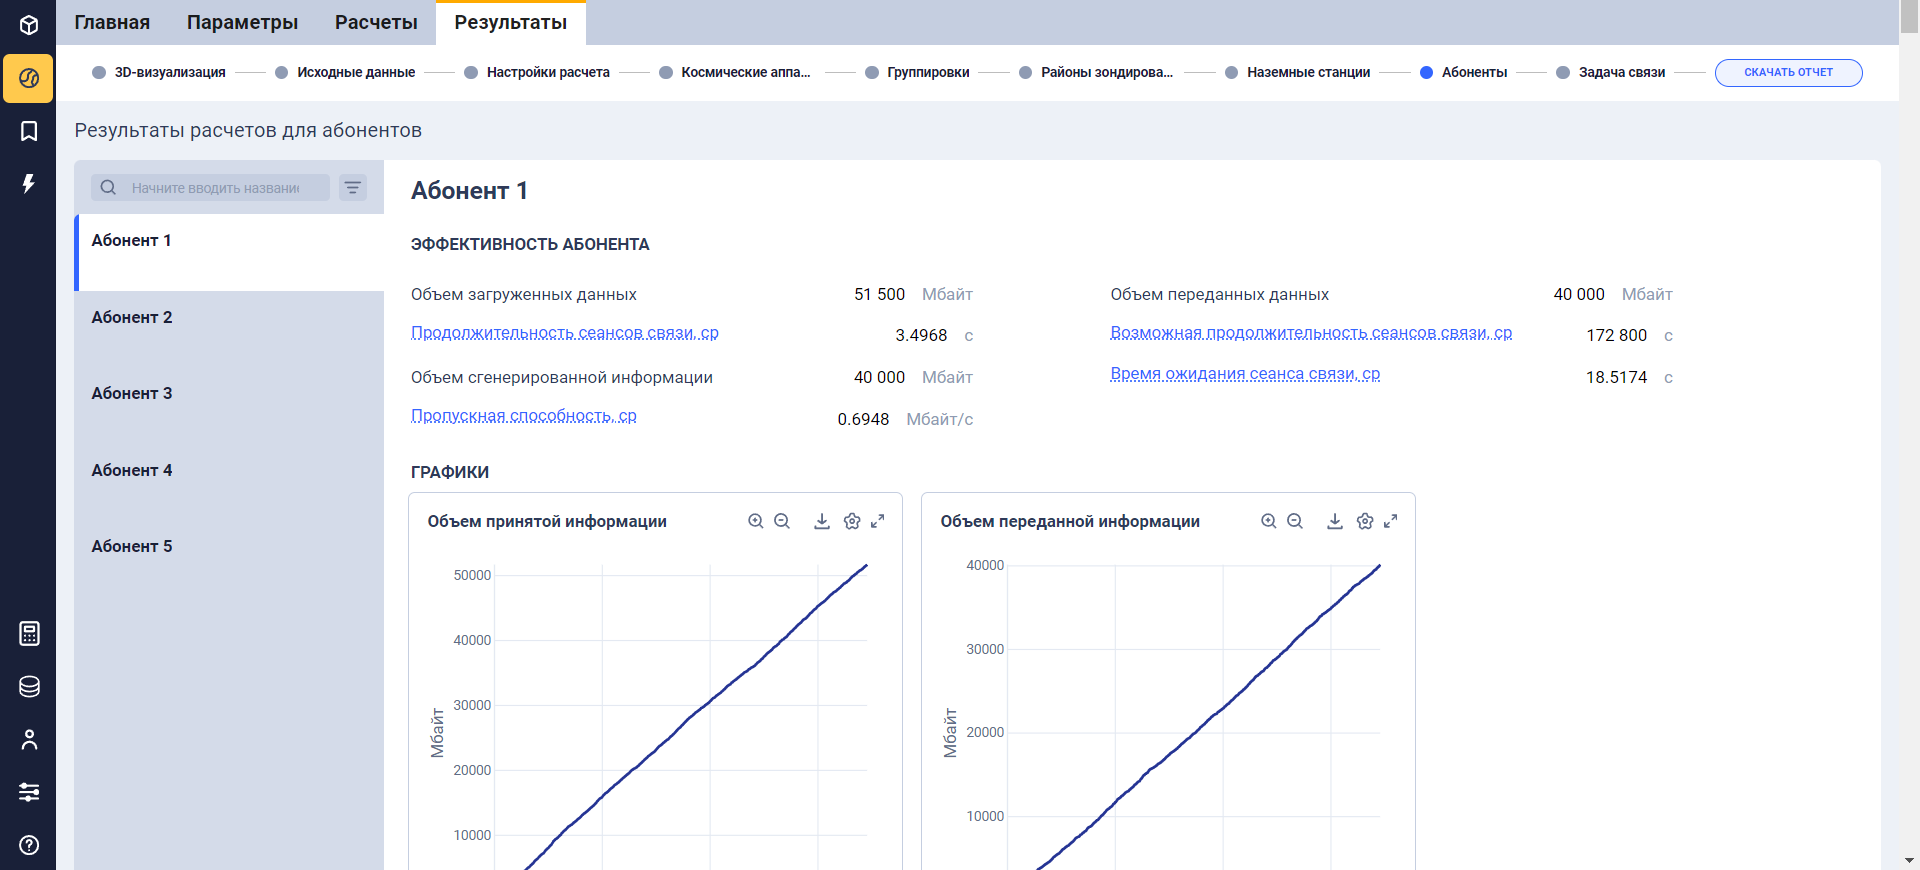 Главная Параметры Расчеты Результаты
3D-визуализация Исходные данные Настройки расчета Космические аппа... Группировки Районы зондирова... Наземные станции Абоненты Задача связи СКАЧАТЬ ОТЧЕТ
Результаты расчетов для абонентов
Начните вводить название
Абонент 1
Абонент 2
Абонент 3
Абонент 4
Абонент 5
Абонент 1
ЭФФЕКТИВНОСТЬ АБОНЕНТА
Объем загруженных данных 51 500 Мбайт
Объем переданных данных 40 000 Мбайт
Продолжительность сеансов связи, ср 3.4968 с
Возможная продолжительность сеансов связи, ср 172 800 с
Объем сгенерированной информации 40 000 Мбайт
Время ожидания сеанса связи, ср 18.5174 с
Пропускная способность, ср 0.6948 Мбайт/с
ГРАФИКИ
Объем принятой информации
50000
40000
30000
20000
10000
Мбайт
Объем переданной информации
40000
30000
20000
10000
Мбайт